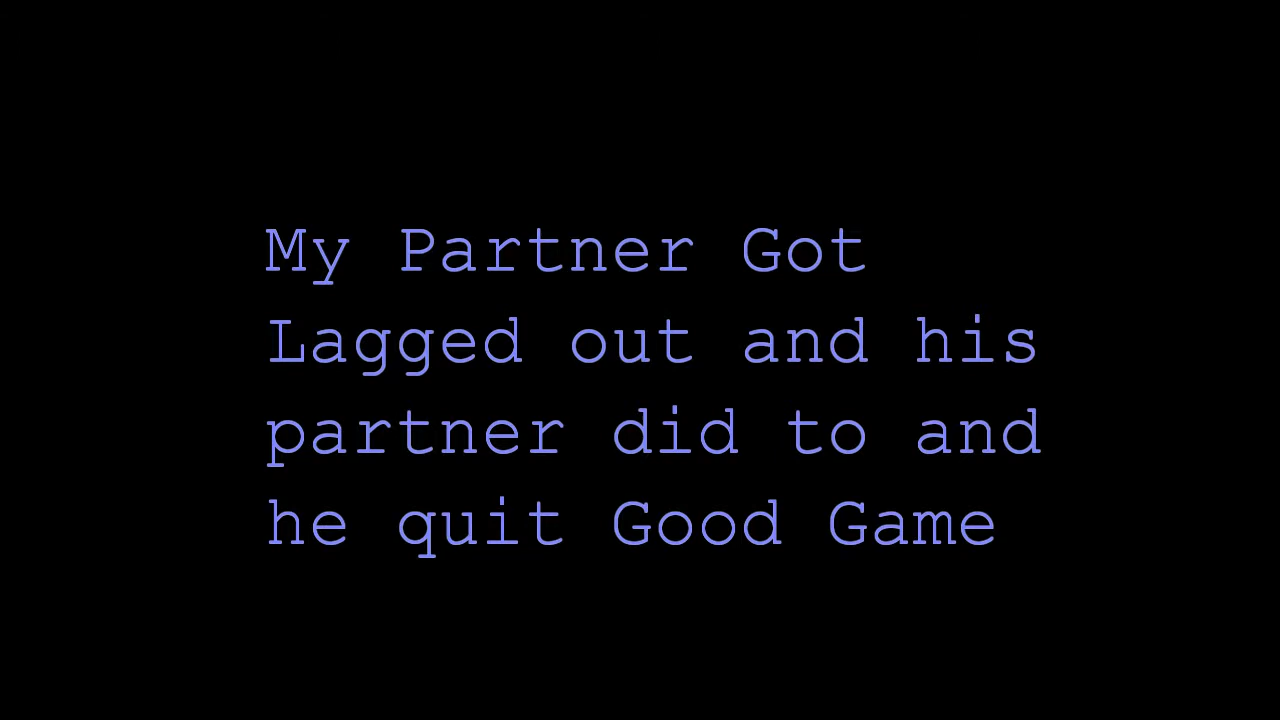 My Partner Got
Lagged out and his
partner did to and
he quit Good Game